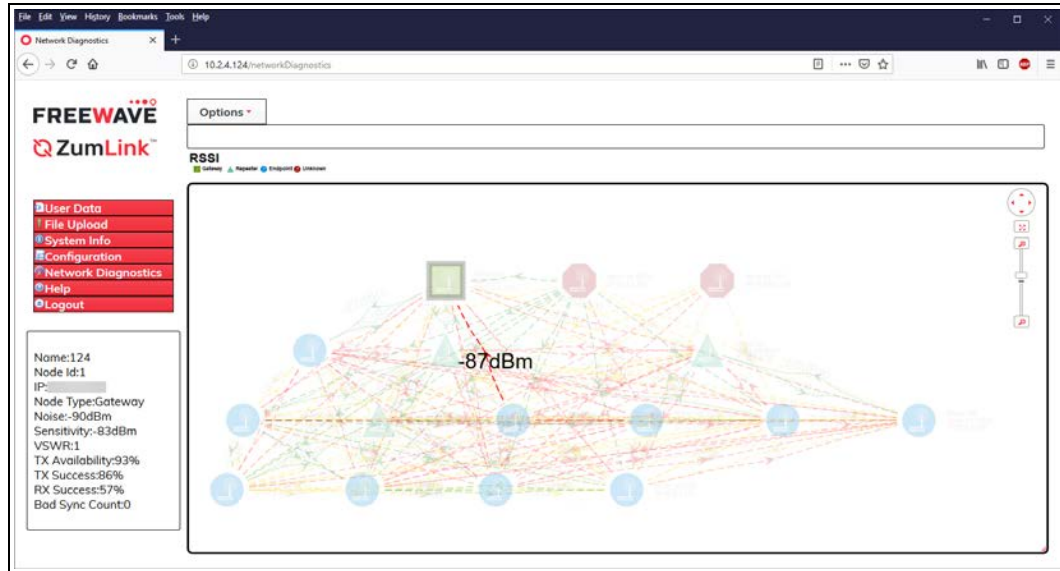 File Edit View History Bookmarks Tools Help
Network Diagnostics
10.2.4.124/networkDiagnostics
FREEWAVE
ZumLink™
Options
RSSI
Gateway Repeater Endpoint Unknown
User Data
File Upload
System Info
Configuration
Network Diagnostics
Help
Logout
-87dBm
Name:124
Node Id:1
IP:
Node Type:Gateway
Noise:-90dBm
Sensitivity:-83dBm
VSWR:1
TX Availability:93%
TX Success:86%
RX Success:57%
Bad Sync Count:0